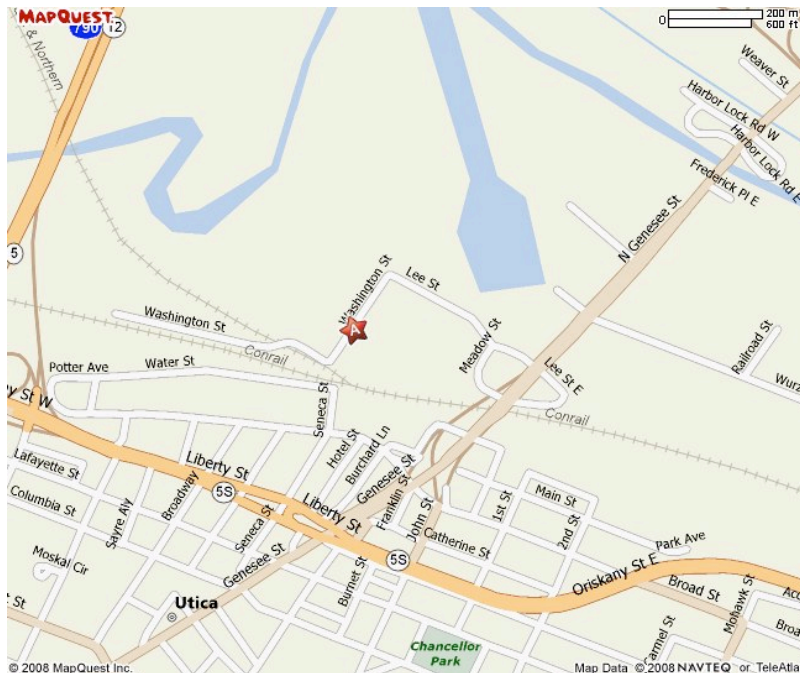 MAPQUEST
790
12
0
200 m
600 ft
& Northern
Weaver St
Harbor Lock Rd W
Harbor Lock Rd E
Frederick Pl E
N Genesee St
5
Washington St
Lee St
A
Washington St
Conrail
Meadow St
Lee St E
Railroad St
Wurz
Potter Ave
Water St
Seneca St
Conrail
ey St W
Hotel St
Burchard Ln
Genesee St
Liberty St
Lafayette St
Columbia St
Sayre Aly
Broadway
5S
Seneca St
Liberty St
Franklin St
John St
1st St
Main St
2nd St
Park Ave
Catherine St
5S
Genesee St
Burnet St
Oriskany St E
Broad St
Moskal Cir
St
Utica
Mohawk St
Carmel St
Broa
Chancellor
Park
© 2008 MapQuest Inc.
Map Data © 2008 NAVTEQ or TeleAtla